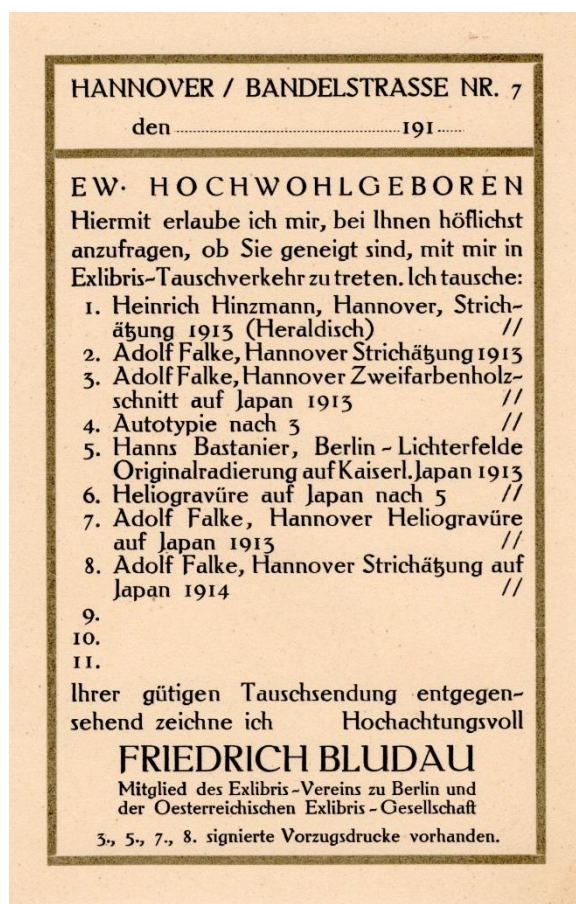 HANNOVER / BANDELSTRASSE NR. 7
den ........................ 191......
EW· HOCHWOHLGEBOREN
Hiermit erlaube ich mir, bei Ihnen höflichst
anzufragen, ob Sie geneigt sind, mit mir in
Exlibris-Tauschverkehr zu treten. Ich tausche:
1. Heinrich Hinzmann, Hannover, Strich-
ätzung 1913 (Heraldisch) //
2. Adolf Falke, Hannover Strichätzung 1913
3. Adolf Falke, Hannover Zweifarbenholz-
schnitt auf Japan 1913 //
4. Autotypie nach 3 //
5. Hanns Bastanier, Berlin - Lichterfelde
Originalradierung auf Kaiserl. Japan 1913
6. Heliogravüre auf Japan nach 5 //
7. Adolf Falke, Hannover Heliogravüre
auf Japan 1913 //
8. Adolf Falke, Hannover Strichätzung auf
Japan 1914 //
9.
10.
11.
Ihrer gütigen Tauschsendung entgegen-
sehend zeichne ich Hochachtungsvoll
FRIEDRICH BLUDAU
Mitglied des Exlibris-Vereins zu Berlin und
der Oesterreichischen Exlibris-Gesellschaft
3., 5., 7., 8. signierte Vorzugsdrucke vorhanden.